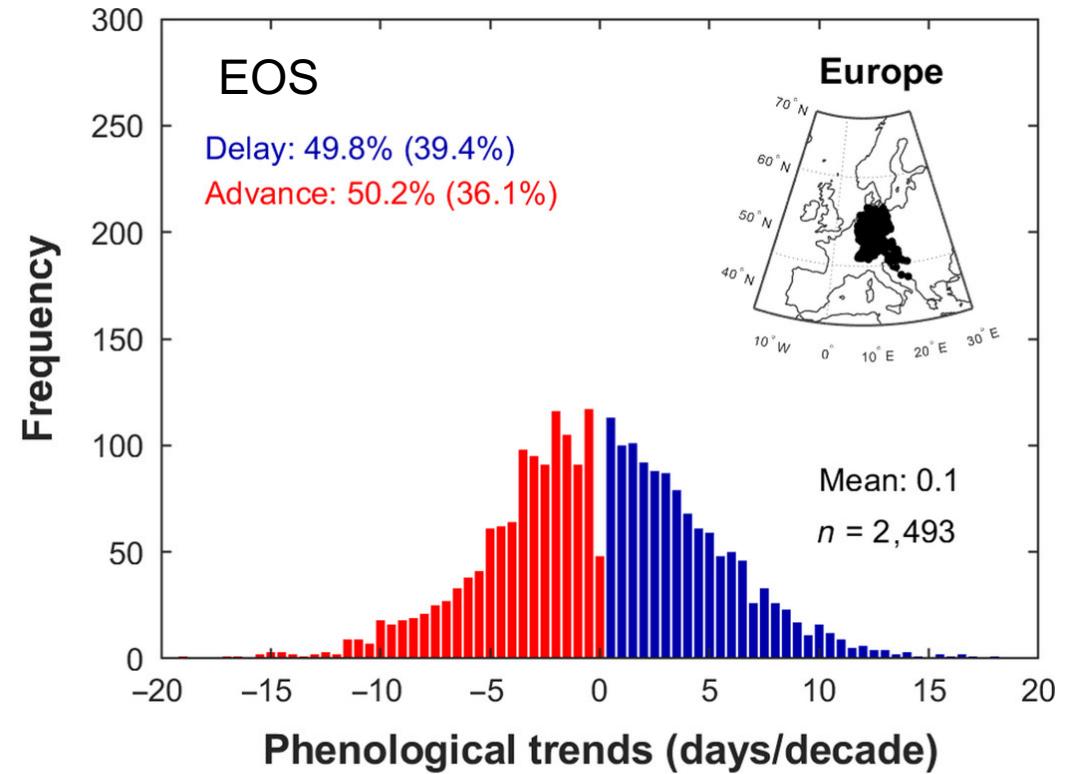 300
250
200
150
100
50
0
Frequency
EOS
Delay: 49.8% (39.4%)
Advance: 50.2% (36.1%)
Europe
70°N
60°N
50°N
40°N
10°W 0° 10°E 20°E 30°E
Mean: 0.1
n = 2,493
−20 −15 −10 −5 0 5 10 15 20
Phenological trends (days/decade)